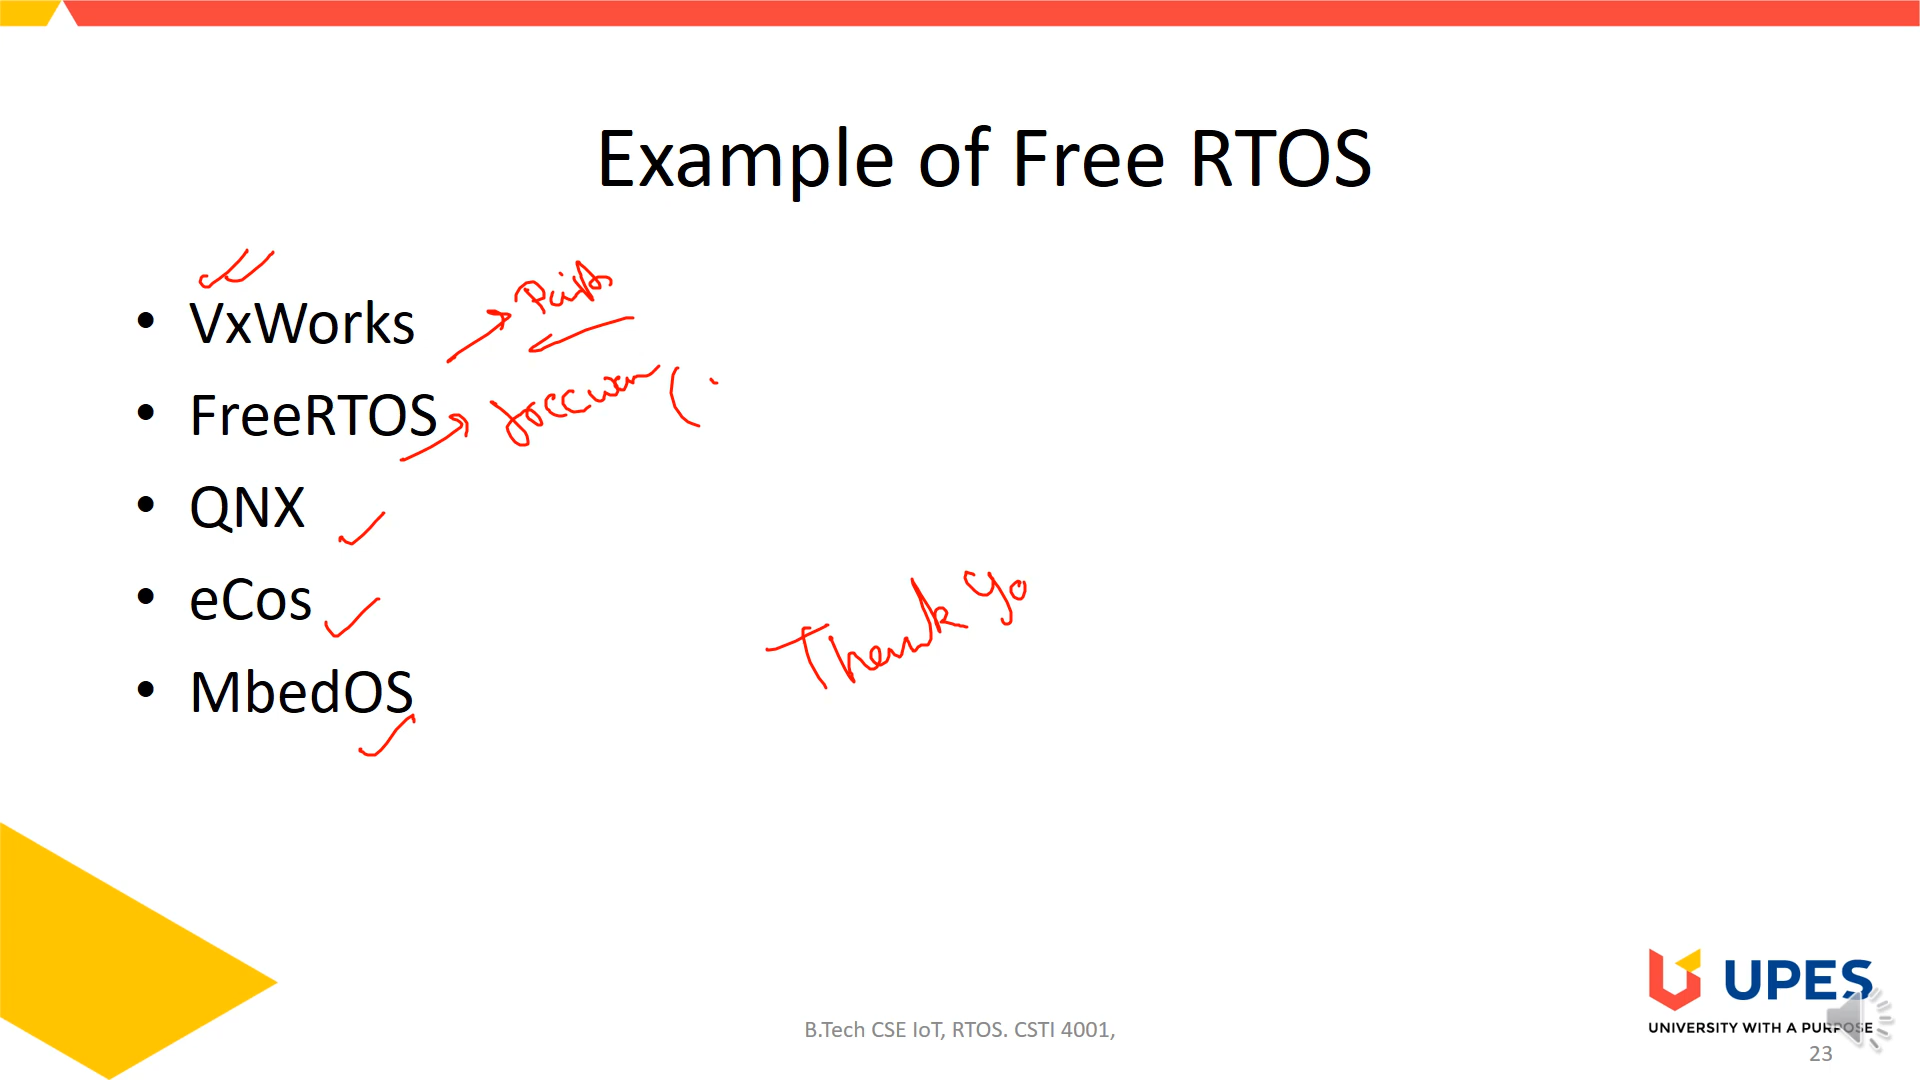 Example of Free RTOS
• VxWorks
• FreeRTOS
• QNX
• eCos
• MbedOS
Thank Yo
UPES
UNIVERSITY WITH A PURPOSE
B.Tech CSE IoT, RTOS. CSTI 4001,
23